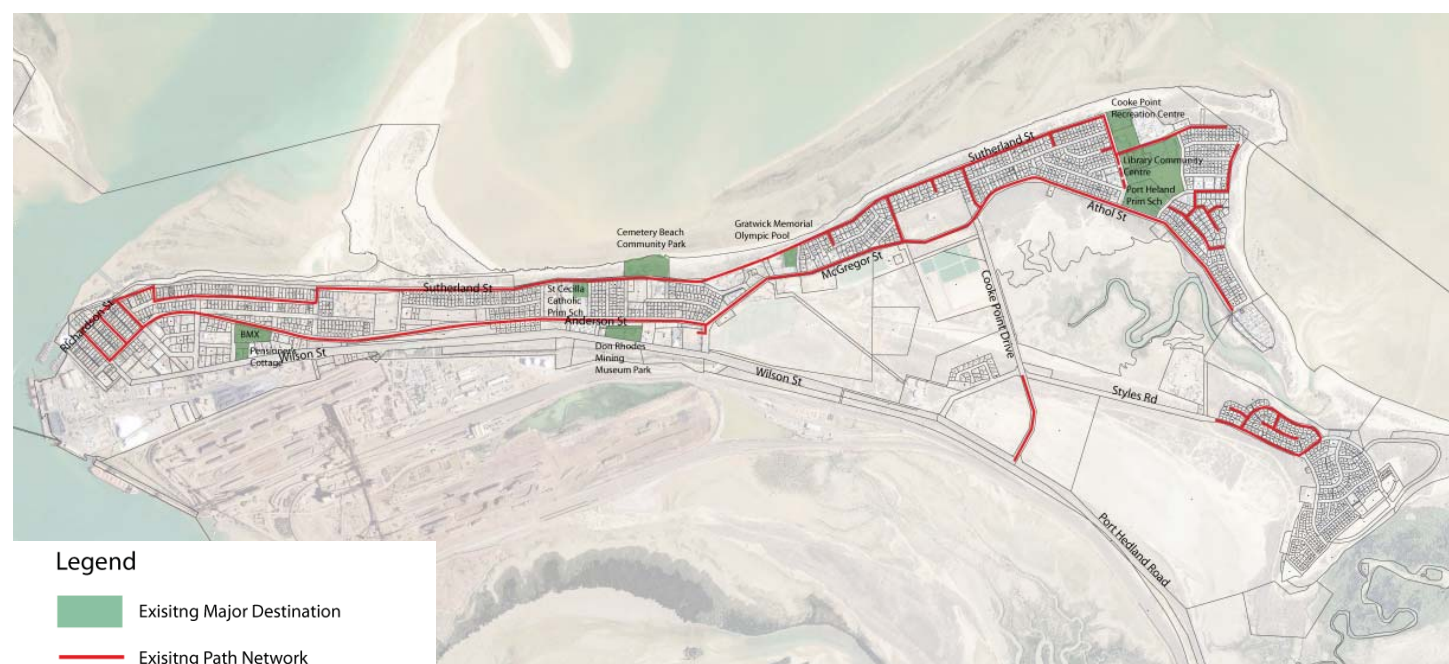 Cooke Point
Recreation Centre
Sutherland St
Library Community
Centre
Port Heland
Prim Sch
Athol St
Gratwick Memorial
Olympic Pool
Cemetery Beach
Community Park
McGregor St
Cooke Point Drive
Sutherland St
St Cecilla
Catholic
Prim Sch
Richardson St
Anderson St
BMX
Pensioners
Cottage
Wilson St
Don Rhodes
Mining
Museum Park
Wilson St
Styles Rd
Port Hedland Road
Legend
Exisitng Major Destination
Exisitng Path Network